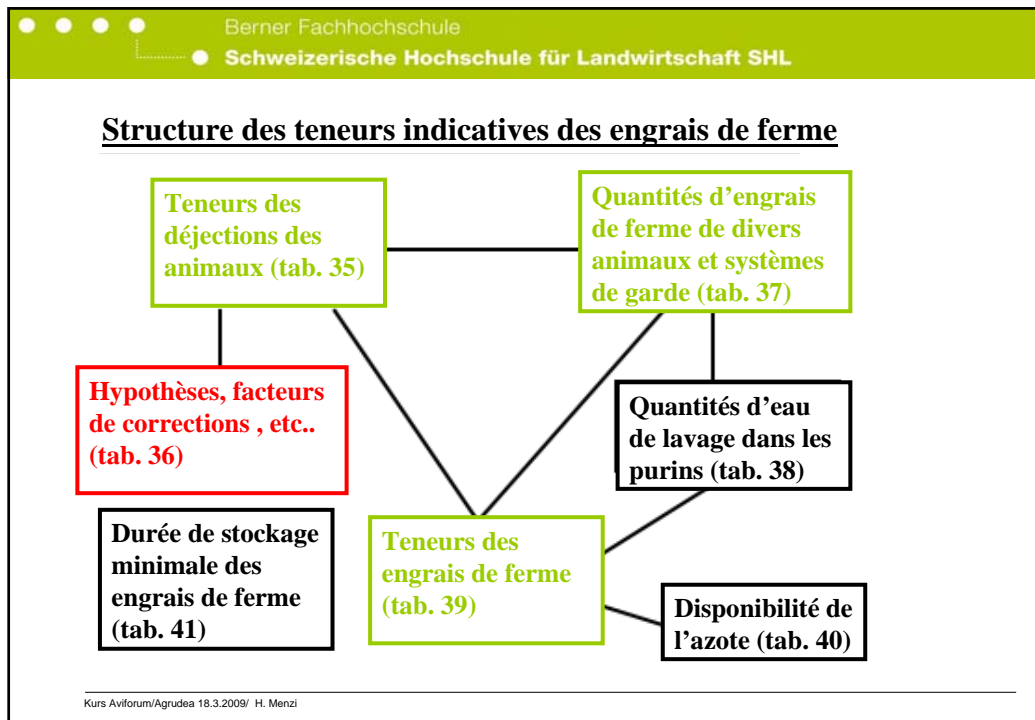 Berner Fachhochschule
Schweizerische Hochschule für Landwirtschaft SHL
Structure des teneurs indicatives des engrais de ferme
Teneurs des
déjections des
animaux (tab. 35)
Quantités d’engrais
de ferme de divers
animaux et systèmes
de garde (tab. 37)
Hypothèses, facteurs
de corrections , etc..
(tab. 36)
Quantités d’eau
de lavage dans les
purins (tab. 38)
Durée de stockage
minimale des
engrais de ferme
(tab. 41)
Teneurs des
engrais de ferme
(tab. 39)
Disponibilité de
l’azote (tab. 40)
Kurs Aviforum/Agrudea 18.3.2009/ H. Menzi